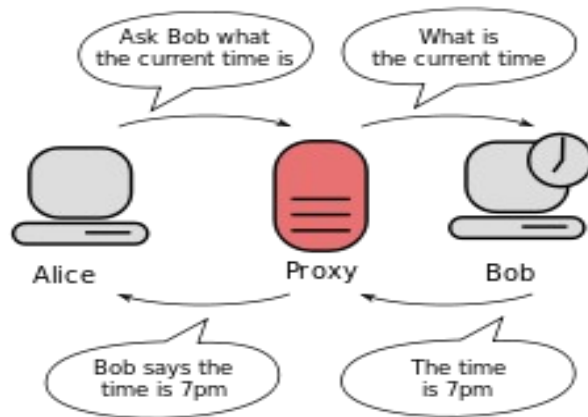 Ask Bob what
the current time is
What is
the current time
Alice
Proxy
Bob
Bob says the
time is 7pm
The time
is 7pm